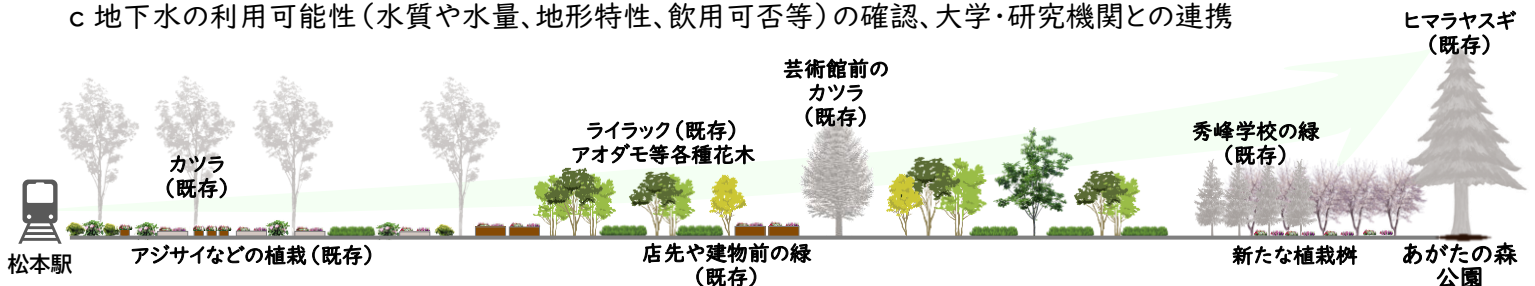 c 地下水の利用可能性（水質や水量、地形特性、飲用可否等）の確認、大学・研究機関との連携
ヒマラヤスギ
（既存）
芸術館前の
カツラ
（既存）
ライラック（既存）
アオダモ等各種花木
秀峰学校の緑
（既存）
カツラ
（既存）
松本駅
アジサイなどの植栽（既存）
店先や建物前の緑
（既存）
新たな植栽桝
あがたの森
公園